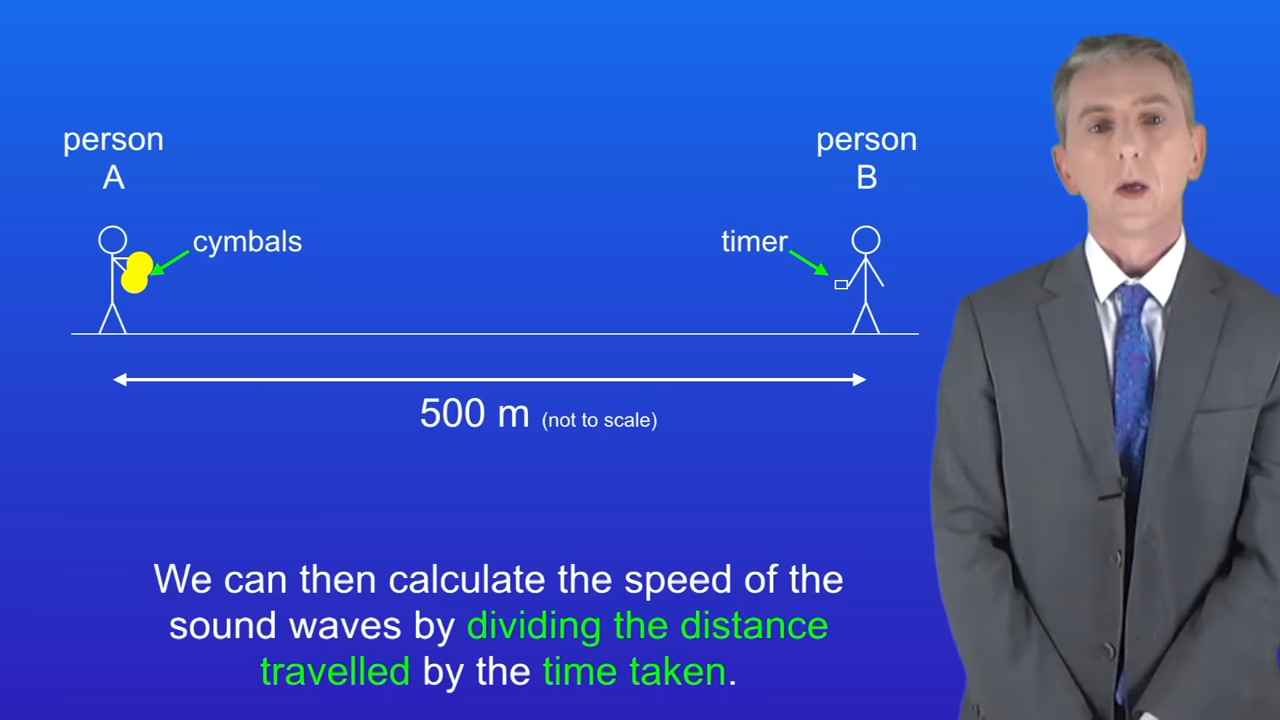 person
A
person
B
cymbals
timer
500 m (not to scale)
We can then calculate the speed of the
sound waves by dividing the distance
travelled by the time taken.